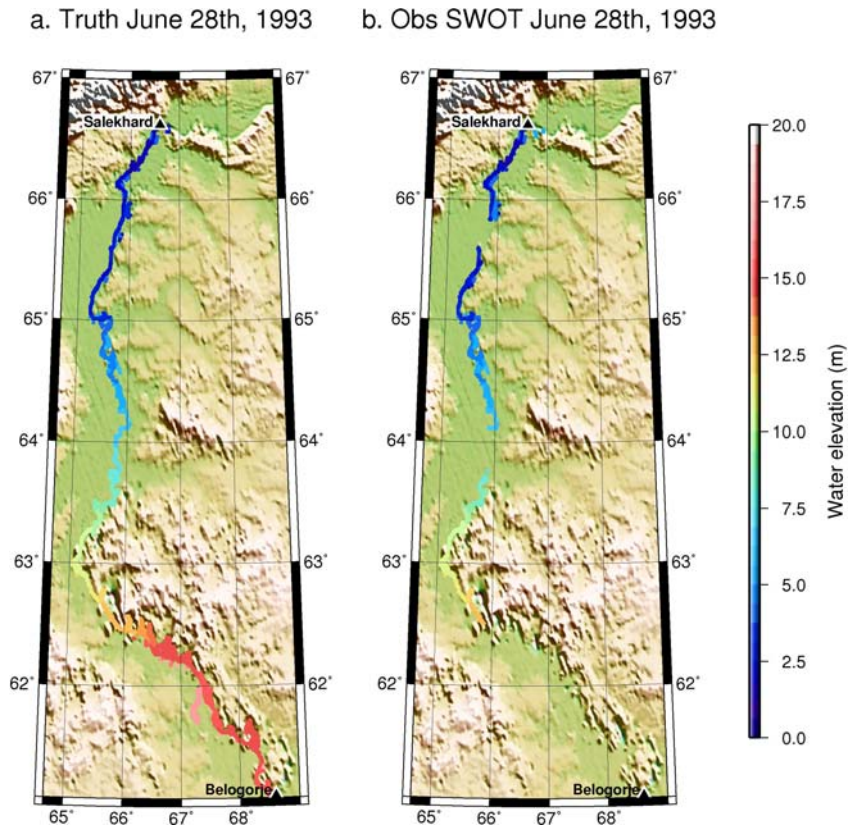 a. Truth June 28th, 1993
b. Obs SWOT June 28th, 1993
67° 67° 67° 67°
Salekhard Salekhard
66° 66° 66° 66°
65° 65° 65° 65°
64° 64° 64° 64°
63° 63° 63° 63°
62° 62° 62° 62°
Belogorje Belogorje
65° 66° 67° 68° 65° 66° 67° 68°
20.0
17.5
15.0
12.5
10.0
7.5
5.0
2.5
0.0
Water elevation (m)